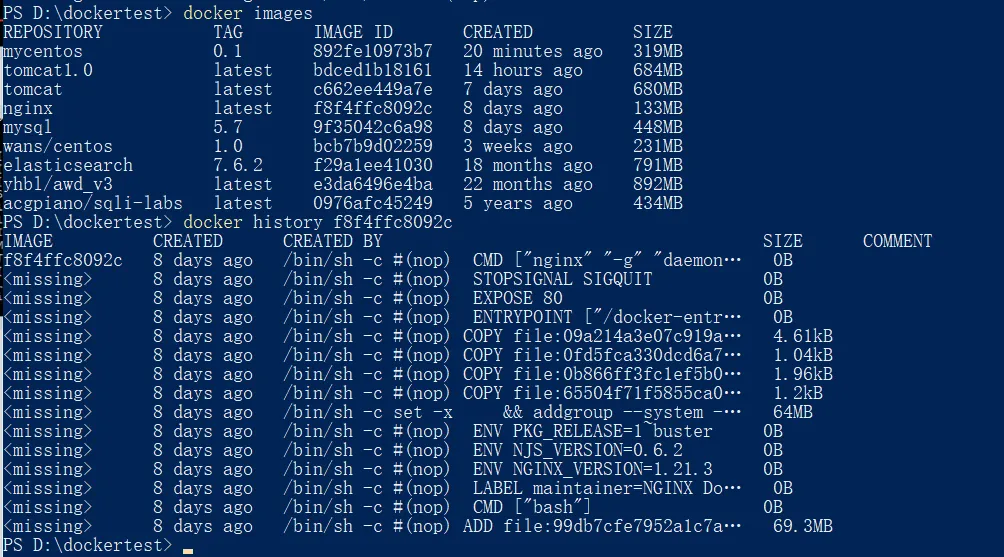 PS D:\dockertest> docker images
REPOSITORY TAG IMAGE ID CREATED SIZE
mycentos 0.1 892fe10973b7 20 minutes ago 319MB
tomcat1.0 latest bdced1b18161 14 hours ago 684MB
tomcat latest c662ee449a7e 7 days ago 680MB
nginx latest f8f4ffc8092c 8 days ago 133MB
mysql 5.7 9f35042c6a98 8 days ago 448MB
wans/centos 1.0 bcb7b9d02259 3 weeks ago 231MB
elasticsearch 7.6.2 f29a1ee41030 18 months ago 791MB
yhbl/awd_v3 latest e3da6496e4ba 22 months ago 892MB
acgpiano/sqli-labs latest 0976afc45249 5 years ago 434MB
PS D:\dockertest> docker history f8f4ffc8092c
IMAGE CREATED CREATED BY SIZE COMMENT
f8f4ffc8092c 8 days ago /bin/sh -c #(nop) CMD ["nginx" "-g" "daemon… 0B
<missing> 8 days ago /bin/sh -c #(nop) STOPSIGNAL SIGQUIT 0B
<missing> 8 days ago /bin/sh -c #(nop) EXPOSE 80 0B
<missing> 8 days ago /bin/sh -c #(nop) ENTRYPOINT ["/docker-entr… 0B
<missing> 8 days ago /bin/sh -c #(nop) COPY file:09a214a3e07c919a… 4.61kB
<missing> 8 days ago /bin/sh -c #(nop) COPY file:0fd5fca330dcd6a7… 1.04kB
<missing> 8 days ago /bin/sh -c #(nop) COPY file:0b866ff3fc1ef5b0… 1.96kB
<missing> 8 days ago /bin/sh -c #(nop) COPY file:65504f71f5855ca0… 1.2kB
<missing> 8 days ago /bin/sh -c set -x && addgroup --system -… 64MB
<missing> 8 days ago /bin/sh -c #(nop) ENV PKG_RELEASE=1~buster 0B
<missing> 8 days ago /bin/sh -c #(nop) ENV NJS_VERSION=0.6.2 0B
<missing> 8 days ago /bin/sh -c #(nop) ENV NGINX_VERSION=1.21.3 0B
<missing> 8 days ago /bin/sh -c #(nop) LABEL maintainer=NGINX Do… 0B
<missing> 8 days ago /bin/sh -c #(nop) CMD ["bash"] 0B
<missing> 8 days ago /bin/sh -c #(nop) ADD file:99db7cfe7952a1c7a… 69.3MB
PS D:\dockertest>